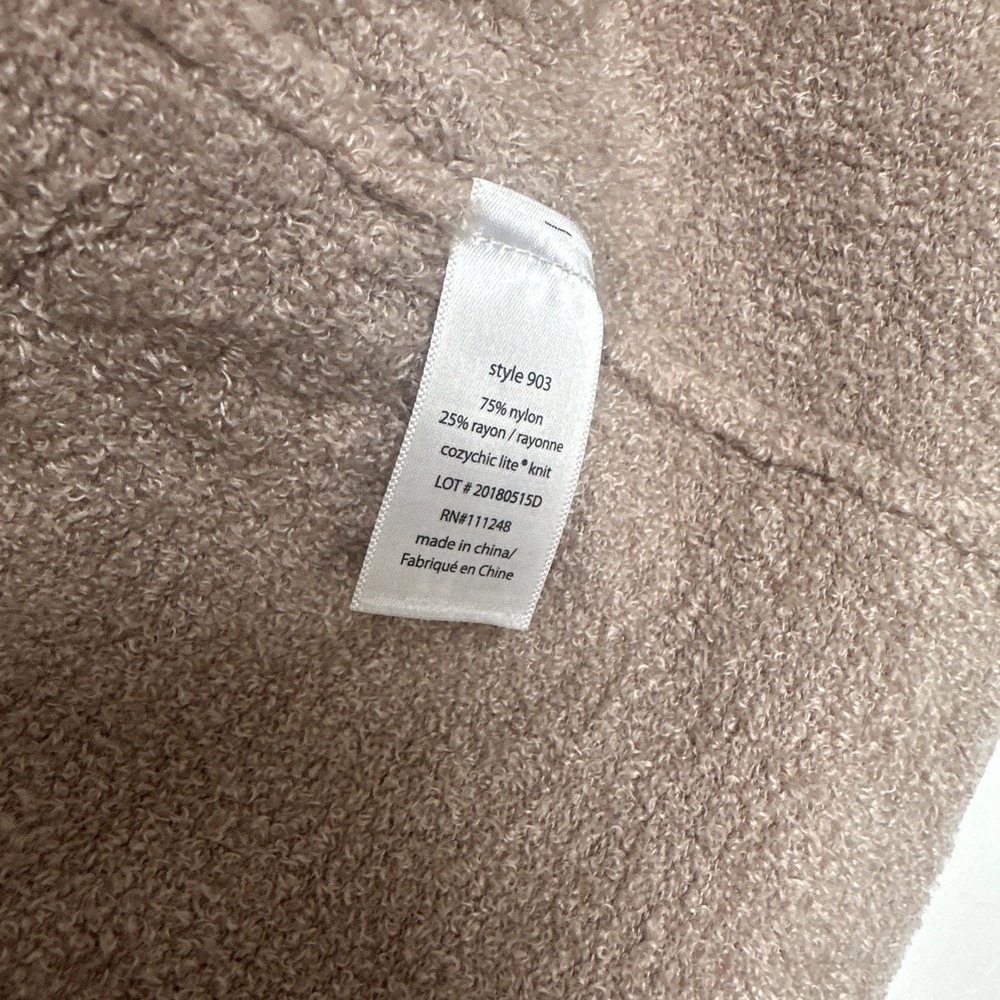 style 903
75% nylon
25% rayon / rayonne
cozychic lite® knit
LOT # 20180515D
RN#111248
made in china/
Fabriqué en Chine